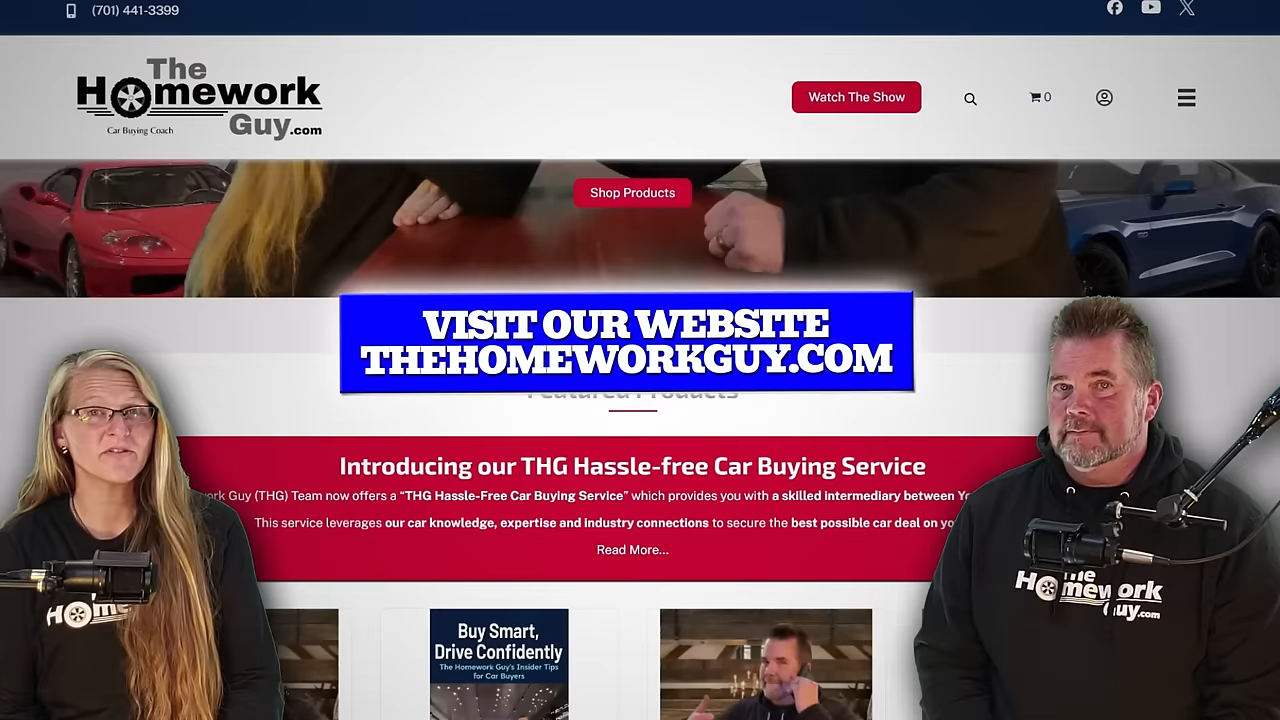 (701) 441-3399
The
Homework
Guy.com
Car Buying Coach
Watch The Show
0
Shop Products
VISIT OUR WEBSITE
THEHOMEWORKGUY.COM
Featured Products
Introducing our THG Hassle-free Car Buying Service
Guy (THG) Team now offers a “THG Hassle-Free Car Buying Service” which provides you with a skilled intermediary between
This service leverages our car knowledge, expertise and industry connections to secure the best possible car deal on
Read More...
Buy Smart,
Drive Confidently
The Homework Guy's Insider Tips
for Car Buyers
The
Homework
Guy.com